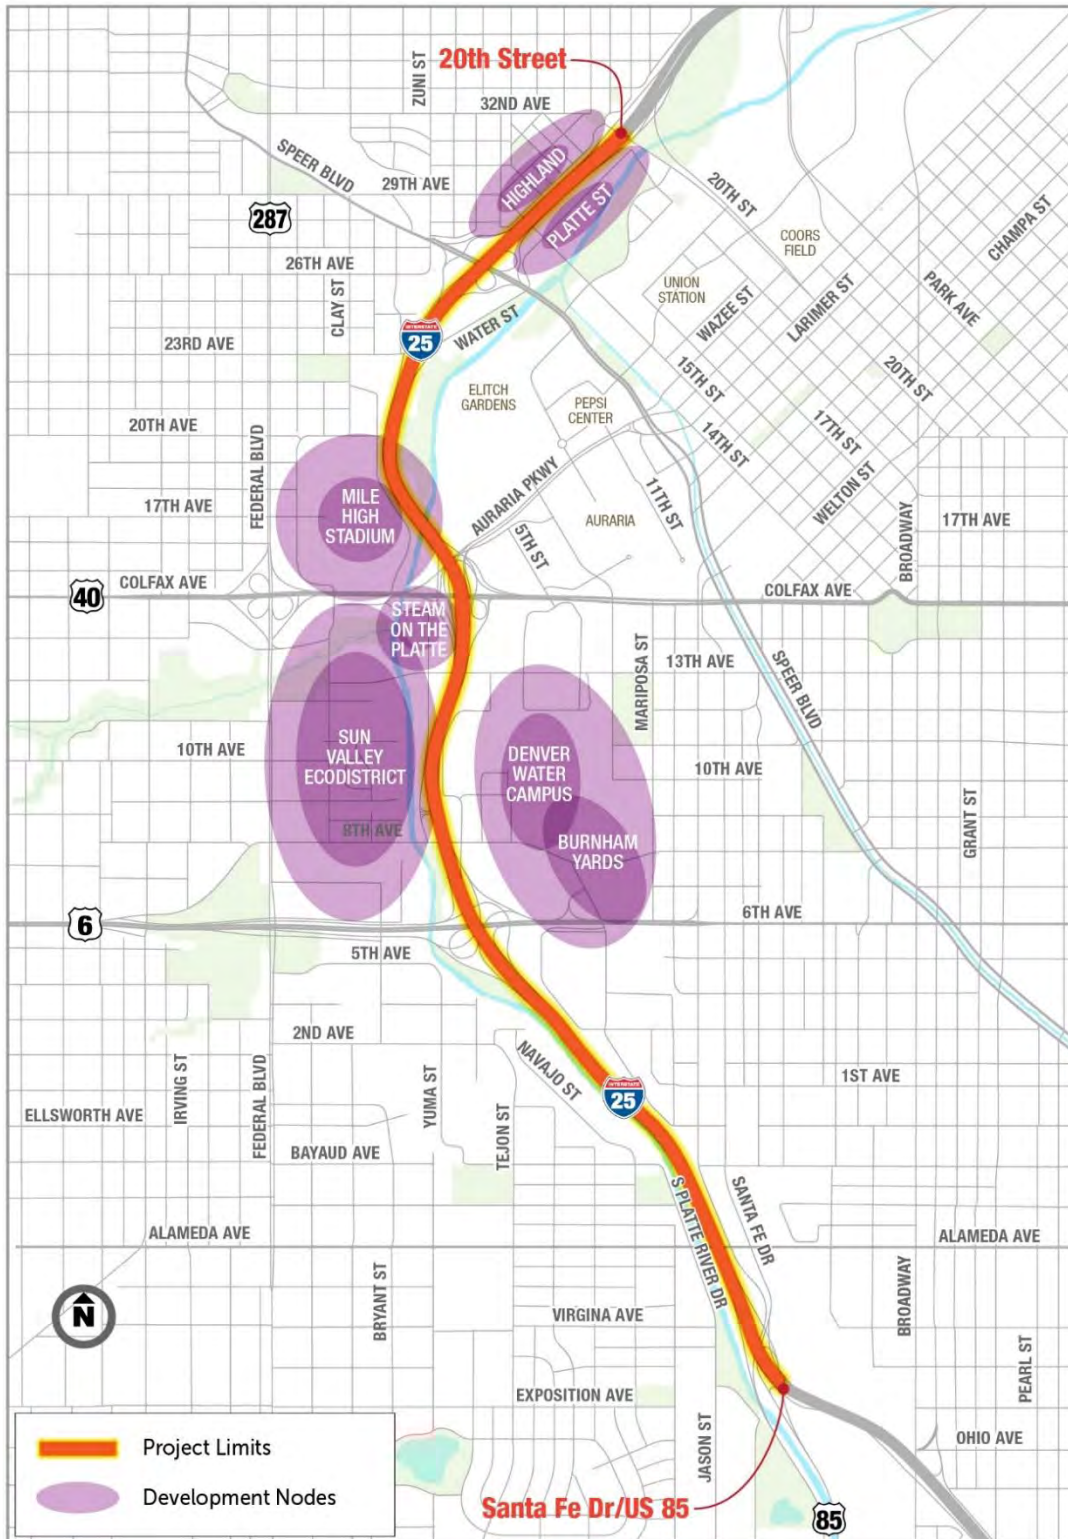 20th Street
ZUNI ST
32ND AVE
SPEER BLVD
29TH AVE
HIGHLAND
PLATTE ST
20TH ST
287
COORS
FIELD
CHAMPA ST
26TH AVE
CLAY ST
UNION
STATION
WAZEE ST
LARIMER ST
PARK AVE
INTERSTATE
25
WATER ST
23RD AVE
15TH ST
20TH ST
ELITCH
GARDENS
PEPSI
CENTER
20TH AVE
FEDERAL BLVD
14TH ST
17TH ST
WELTON ST
17TH AVE
MILE
HIGH
STADIUM
AURARIA PKWY
5TH ST
AURARIA
11TH ST
BROADWAY
17TH AVE
40
COLFAX AVE
COLFAX AVE
STEAM
ON THE
PLATTE
MARIPOSA ST
13TH AVE
SPEER BLVD
10TH AVE
SUN
VALLEY
ECODISTRICT
DENVER
WATER
CAMPUS
10TH AVE
8TH AVE
BURNHAM
YARDS
GRANT ST
6
6TH AVE
5TH AVE
2ND AVE
NAVAJO ST
IRVING ST
FEDERAL BLVD
YUMA ST
TEJON ST
INTERSTATE
25
1ST AVE
ELLSWORTH AVE
BAYAUD AVE
S PLATTE RIVER DR
SANTA FE DR
ALAMEDA AVE
ALAMEDA AVE
N
BRYANT ST
VIRGINA AVE
BROADWAY
PEARL ST
EXPOSITION AVE
JASON ST
OHIO AVE
Project Limits
Development Nodes
Santa Fe Dr/US 85
85